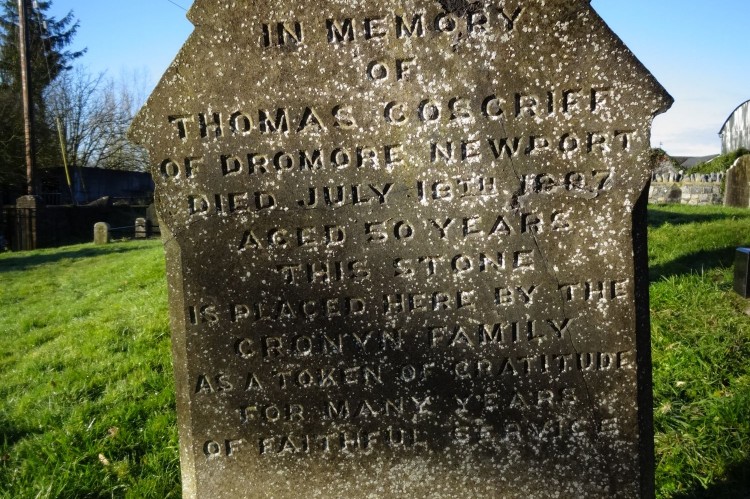 IN MEMORY
OF
THOMAS COSGRIFF
OF DROMORE NEWPORT
DIED JULY 16TH 1897
AGED 50 YEARS
THIS STONE
IS PLACED HERE BY THE
CRONYN FAMILY
AS A TOKEN OF GRATITUDE
FOR MANY YEARS
OF FAITHFUL SERVICE